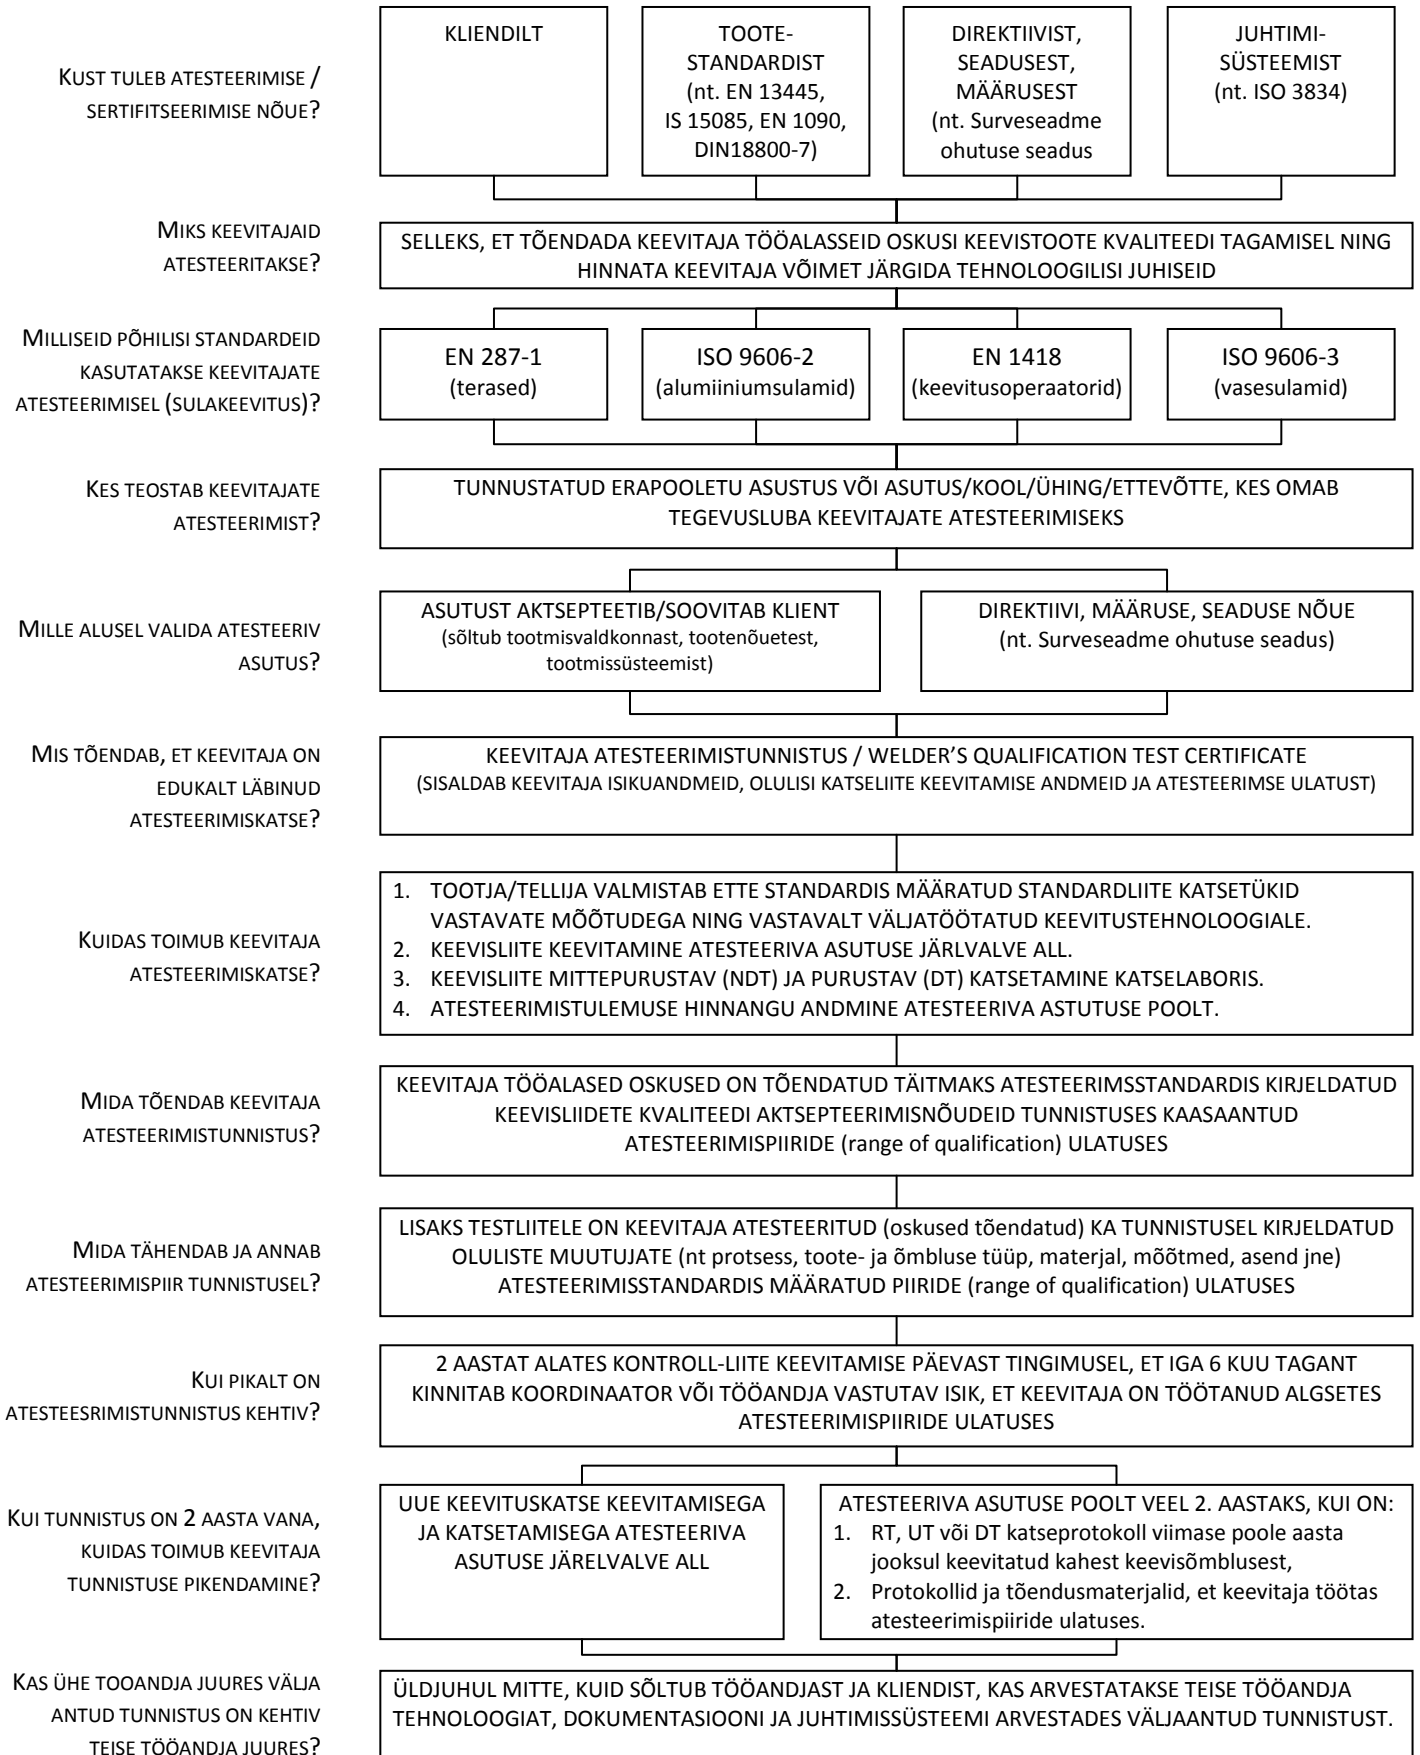 KUST TULEB ATESTEERIMISE /
SERTIFITSEERIMISE NÕUE?
KLIENDILT
TOOTE-
STANDARDIST
(nt. EN 13445,
IS 15085, EN 1090,
DIN18800-7)
DIREKTIIVIST,
SEADUSEST,
MÄÄRUSEST
(nt. Surveseadme
ohutuse seadus
JUHTIMI-
SÜSTEEMIST
(nt. ISO 3834)
MIKS KEEVITAJAID
ATESTEERITAKSE?
SELLEKS, ET TÕENDADA KEEVITAJA TÖÖALASSEID OSKUSI KEEVISTOOTE KVALITEEDI TAGAMISEL NING
HINNATA KEEVITAJA VÕIMET JÄRGIDA TEHNOLOOGILISI JUHISEID
MILLISEID PÕHILISI STANDARDEID
KASUTATAKSE KEEVITAJATE
ATESTEERIMISEL (SULAKEEVITUS)?
EN 287-1
(terased)
ISO 9606-2
(alumiiniumsulamid)
EN 1418
(keevitusoperaatorid)
ISO 9606-3
(vasesulamid)
KES TEOSTAB KEEVITAJATE
ATESTEERIMIST?
TUNNUSTATUD ERAPOOLETU ASUSTUS VÕI ASUTUS/KOOL/ÜHING/ETTEVÕTTE, KES OMAB
TEGEVUSLUBA KEEVITAJATE ATESTEERIMISEKS
MILLE ALUSEL VALIDA ATESTEERIV
ASUTUS?
ASUTUST AKTSEPTEETIB/SOOVITAB KLIENT
(sõltub tootmisvaldkonnast, tootenõuetest,
tootmissüsteemist)
DIREKTIIVI, MÄÄRUSE, SEADUSE NÕUE
(nt. Surveseadme ohutuse seadus)
MIS TÕENDAB, ET KEEVITAJA ON
EDUKALT LÄBINUD
ATESTEERIMISKATSE?
KEEVITAJA ATESTEERIMISTUNNISTUS / WELDER'S QUALIFICATION TEST CERTIFICATE
(SISALDAB KEEVITAJA ISIKUANDMEID, OLULISI KATSELIITE KEEVITAMISE ANDMEID JA ATESTEERIMSE ULATUST)
KUIDAS TOIMUB KEEVITAJA
ATESTEERIMISKATSE?
1. TOOTJA/TELLIJA VALMISTAB ETTE STANDARDIS MÄÄRATUD STANDARDLIITE KATSETÜKID
VASTAVATE MÕÕTUDEGA NING VASTAVALT VÄLJATÖÖTATUD KEEVITUSTEHNOLOOGIALE.
2. KEEVISLIITE KEEVITAMINE ATESTEERIVA ASUTUSE JÄRLVALVE ALL.
3. KEEVISLIITE MITTEPURUSTAV (NDT) JA PURUSTAV (DT) KATSETAMINE KATSELABORIS.
4. ATESTEERIMISTULEMUSE HINNANGU ANDMINE ATESTEERIVA ASTUTUSE POOLT.
MIDA TÕENDAB KEEVITAJA
ATESTEERIMISTUNNISTUS?
KEEVITAJA TÖÖALASED OSKUSED ON TÕENDATUD TÄITMAKS ATESTEERIMSSTANDARDIS KIRJELDATUD
KEEVISLIIDETE KVALITEEDI AKTSEPTEERIMISNÕUDEID TUNNISTUSES KAASAANTUD
ATESTEERIMISPIIRIDE (range of qualification) ULATUSES
MIDA TÄHENDAB JA ANNAB
ATESTEERIMISPIIR TUNNISTUSEL?
LISAKS TESTLIITELE ON KEEVITAJA ATESTEERITUD (oskused tõendatud) KA TUNNISTUSEL KIRJELDATUD
OLULISTE MUUTUJATE (nt protsess, toote- ja õmbluse tüüp, materjal, mõõtmed, asend jne)
ATESTEERIMISSTANDARDIS MÄÄRATUD PIIRIDE (range of qualification) ULATUSES
KUI PIKALT ON
ATESTEESRIMISTUNNISTUS KEHTIV?
2 AASTAT ALATES KONTROLL-LIITE KEEVITAMISE PÄEVAST TINGIMUSEL, ET IGA 6 KUU TAGANT
KINNITAB KOORDINAATOR VÕI TÖÖANDJA VASTUTAV ISIK, ET KEEVITAJA ON TÖÖTANUD ALGSETES
ATESTEERIMISPIIRIDE ULATUSES
KUI TUNNISTUS ON 2 AASTA VANA,
KUIDAS TOIMUB KEEVITAJA
TUNNISTUSE PIKENDAMINE?
UUE KEEVITUSKATSE KEEVITAMISEGA
JA KATSETAMISEGA ATESTEERIVA
ASUTUSE JÄRELVALVE ALL
ATESTEERIVA ASUTUSE POOLT VEEL 2. AASTAKS, KUI ON:
1. RT, UT või DT katseprotokoll viimase poole aasta
jooksul keevitatud kahest keevisõmblusest,
2. Protokollid ja tõendusmaterjalid, et keevitaja töötas
atesteerimispiiride ulatuses.
KAS ÜHE TOOANDJA JUURES VÄLJA
ANTUD TUNNISTUS ON KEHTIV
TEISE TÖÖANDJA JUURES?
ÜLDJUHUL MITTE, KUID SÕLTUB TÖÖANDJAST JA KLIENDIST, KAS ARVESTATAKSE TEISE TÖÖANDJA
TEHNOLOOGIAT, DOKUMENTASIOONI JA JUHTIMISSÜSTEEMI ARVESTADES VÄLJAANTUD TUNNISTUST.